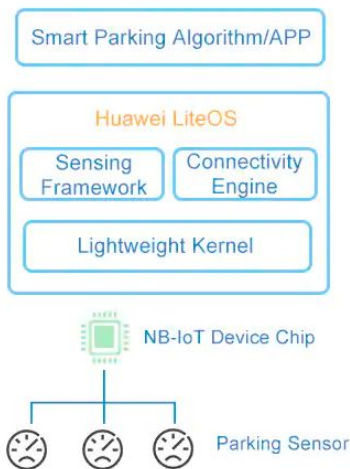 Smart Parking Algorithm/APP
Huawei LiteOS
Sensing
Framework
Connectivity
Engine
Lightweight Kernel
NB-IoT Device Chip
Parking Sensor